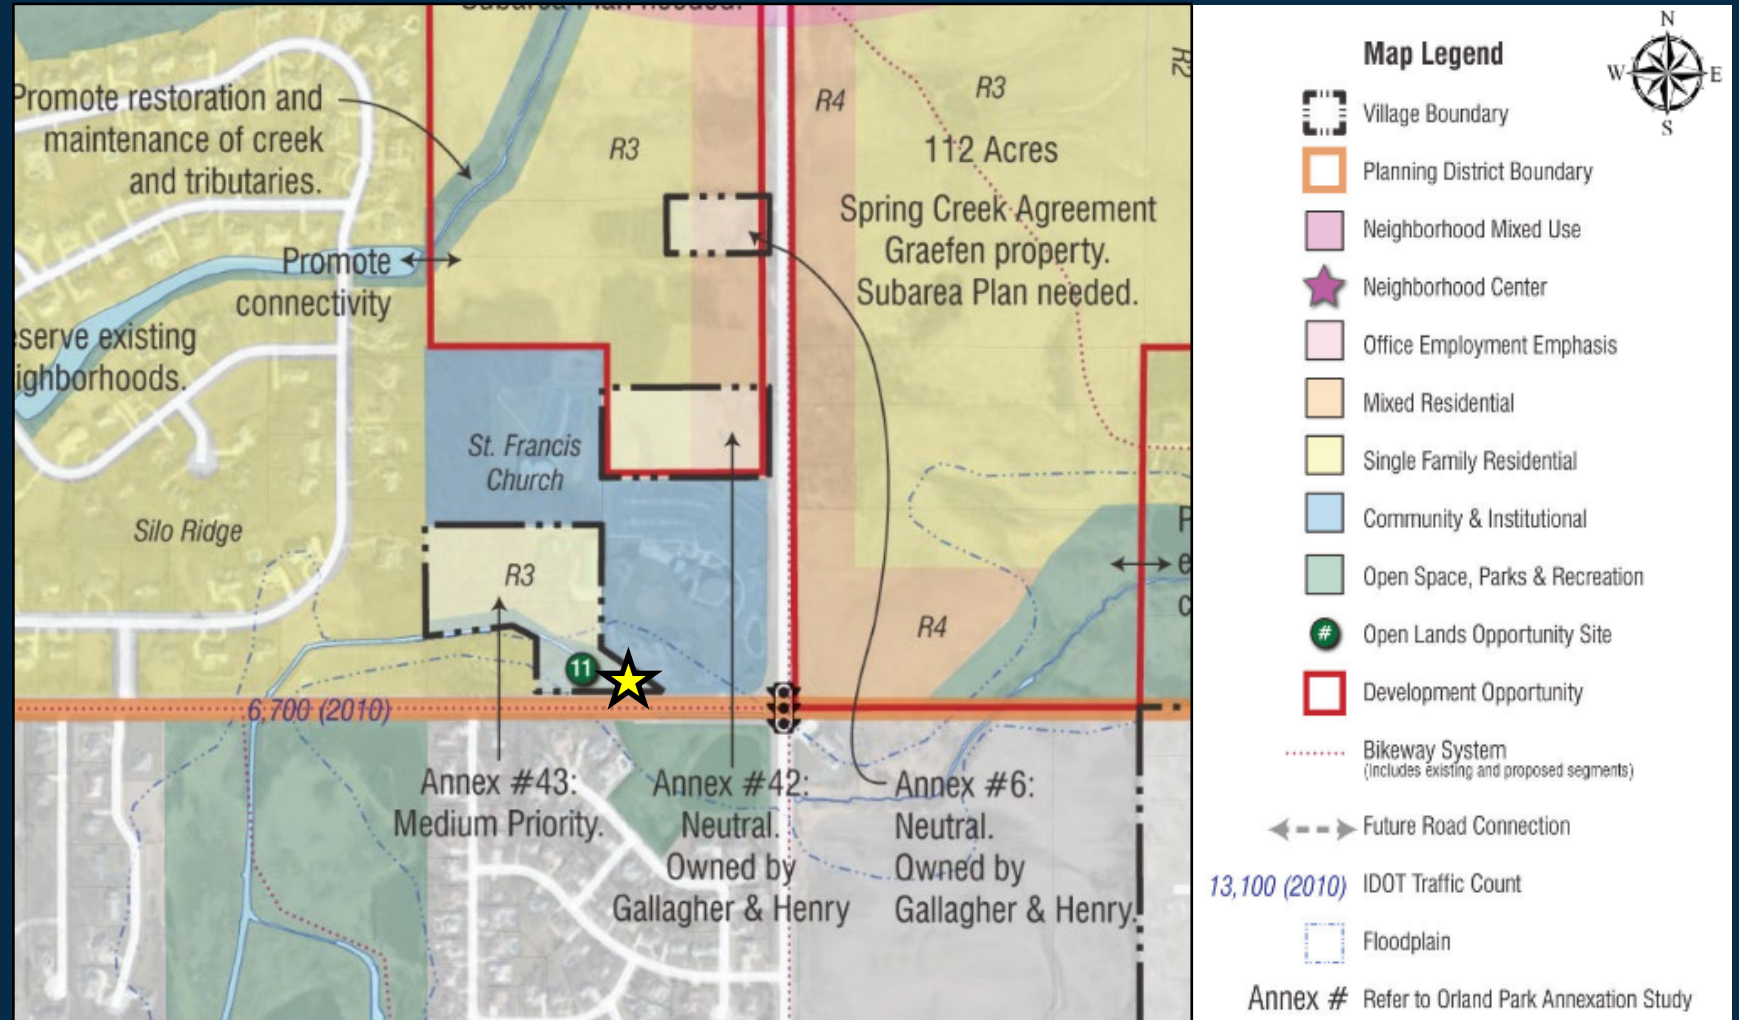 Subarea Plan needed.
Promote restoration and
maintenance of creek
and tributaries.
R3
R4
R3
R2
112 Acres
Spring Creek Agreement
Graefen property.
Subarea Plan needed.
Promote
connectivity
eserve existing
ighborhoods.
St. Francis
Church
Silo Ridge
R3
R4
P
e
c
11
6,700 (2010)
Annex #43:
Medium Priority.
Annex #42:
Neutral.
Owned by
Gallagher & Henry
Annex #6:
Neutral.
Owned by
Gallagher & Henry.
N
W E
S
Map Legend
Village Boundary
Planning District Boundary
Neighborhood Mixed Use
Neighborhood Center
Office Employment Emphasis
Mixed Residential
Single Family Residential
Community & Institutional
Open Space, Parks & Recreation
# Open Lands Opportunity Site
Development Opportunity
Bikeway System
(Includes existing and proposed segments)
Future Road Connection
13,100 (2010) IDOT Traffic Count
Floodplain
Annex # Refer to Orland Park Annexation Study